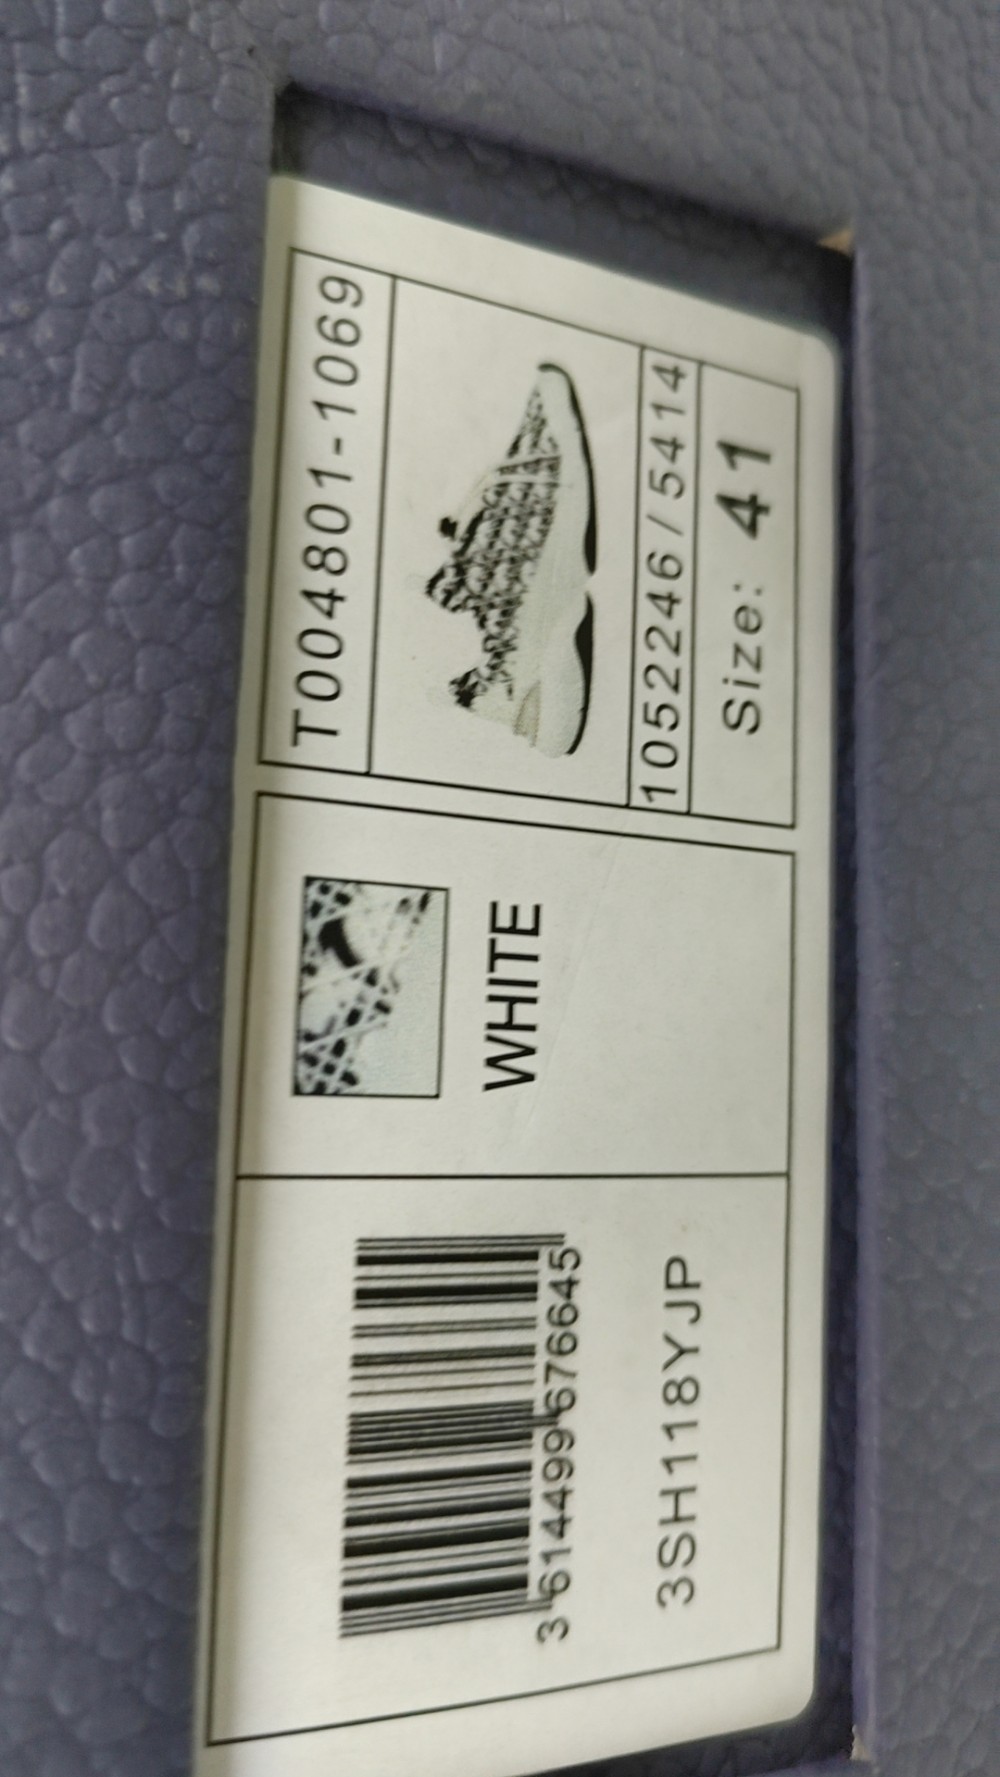 T004801-1069
1052246/5414
Size: 41
WHITE
3 614499 676645
3SH118YJP